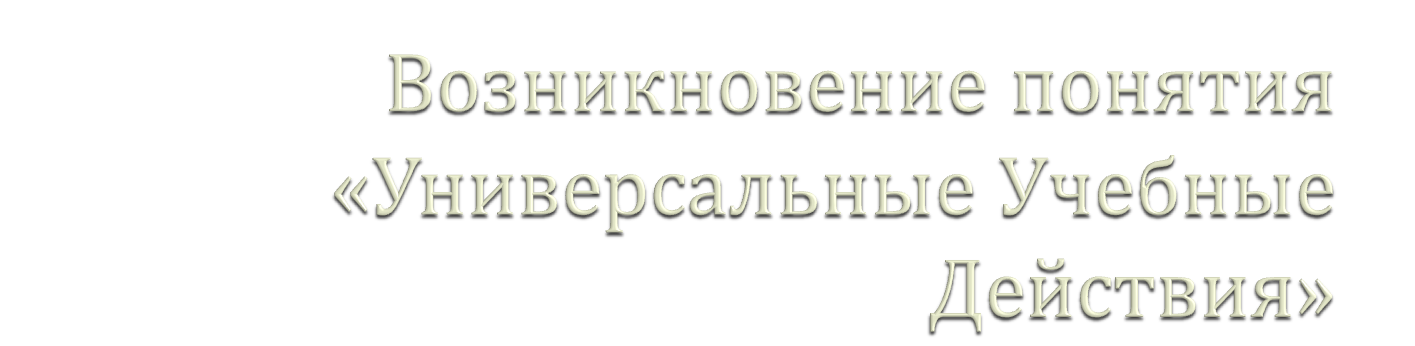 Возникновение понятия
«Универсальные Учебные
Действия»